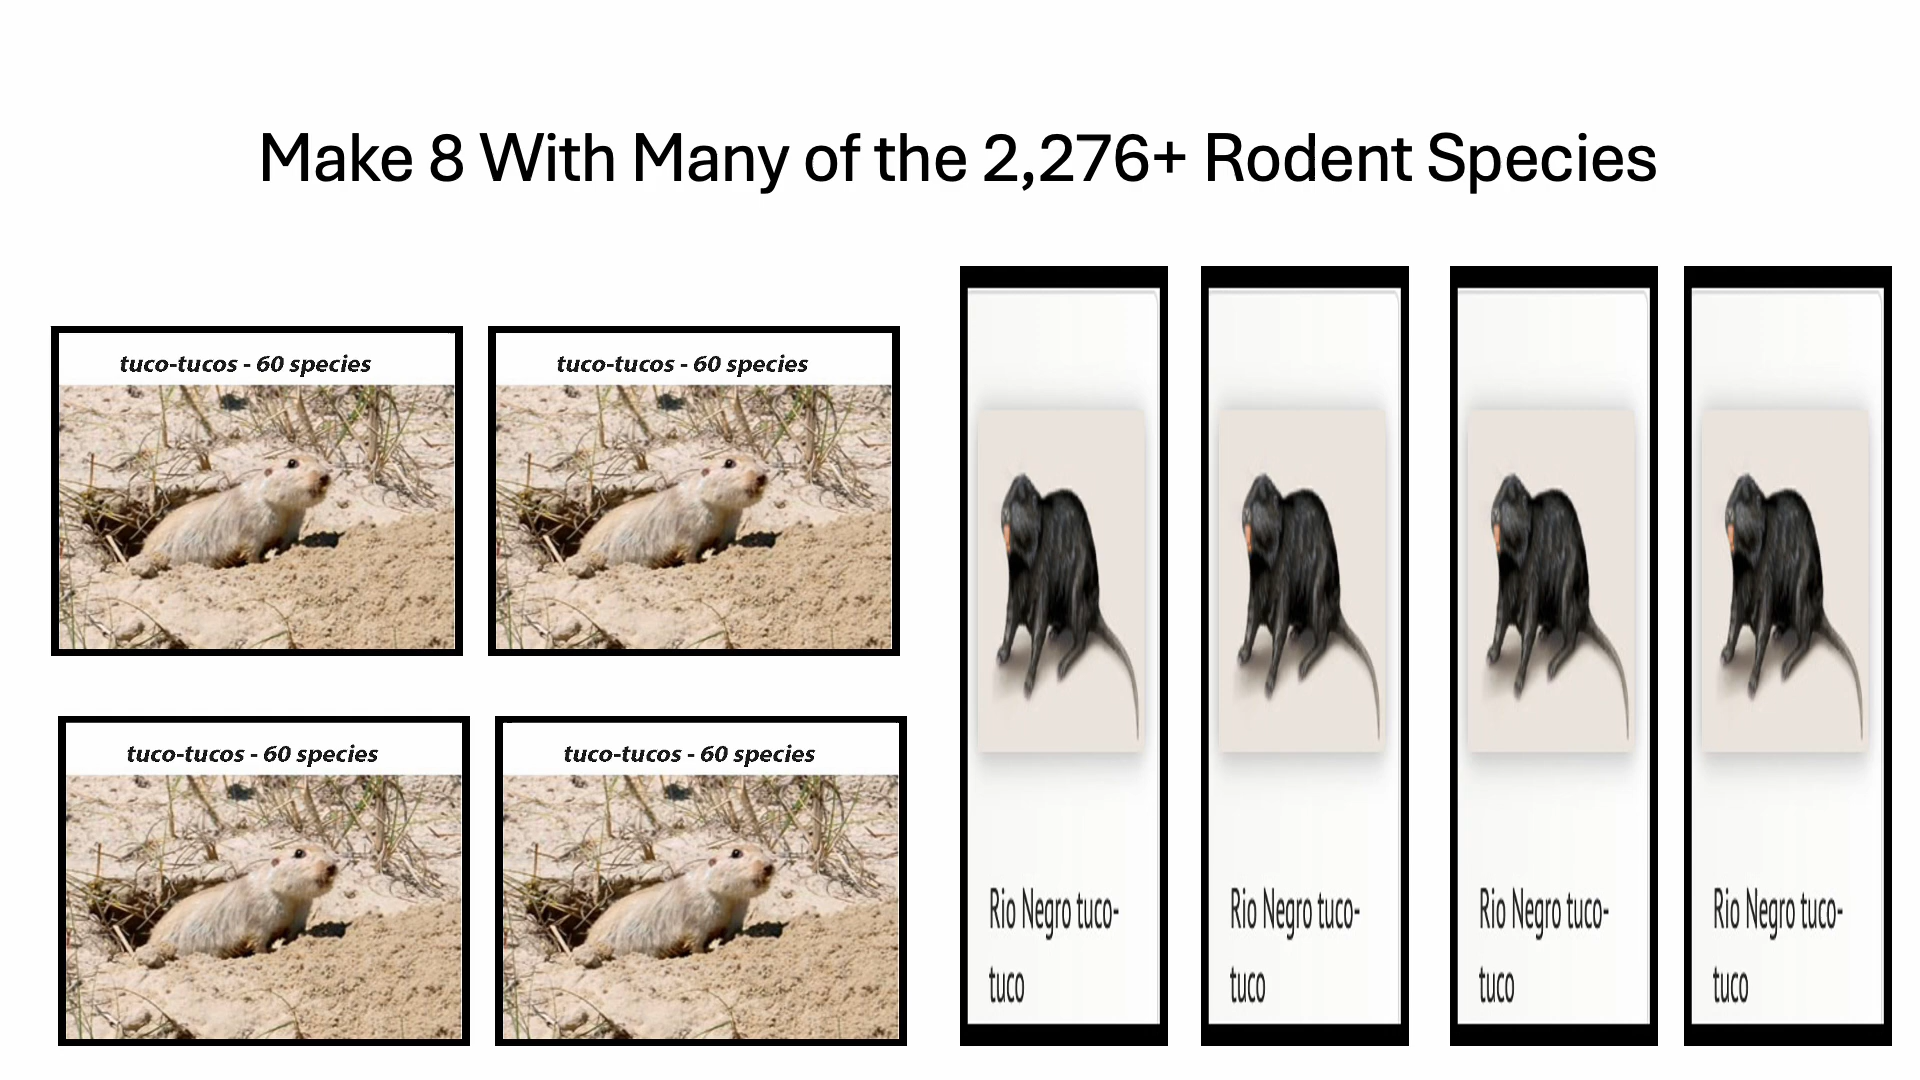 Make 8 With Many of the 2,276+ Rodent Species
tuco-tucos - 60 species
tuco-tucos - 60 species
tuco-tucos - 60 species
tuco-tucos - 60 species
Rio Negro tuco-
tuco
Rio Negro tuco-
tuco
Rio Negro tuco-
tuco
Rio Negro tuco-
tuco